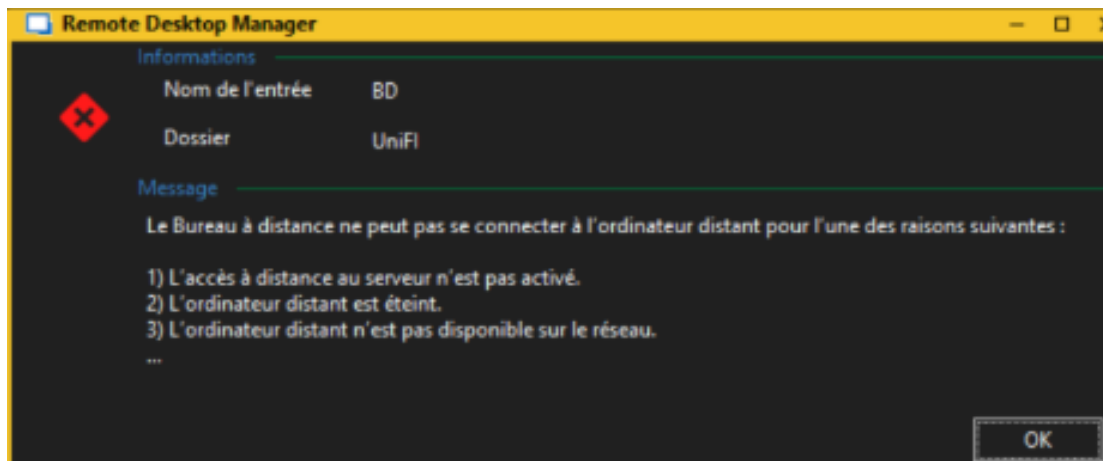 Remote Desktop Manager
Informations
Nom de l'entrée BD
Dossier UniFI
Message
Le Bureau à distance ne peut pas se connecter à l'ordinateur distant pour l'une des raisons suivantes :
1) L'accès à distance au serveur n'est pas activé.
2) L'ordinateur distant est éteint.
3) L'ordinateur distant n'est pas disponible sur le réseau.
...
OK